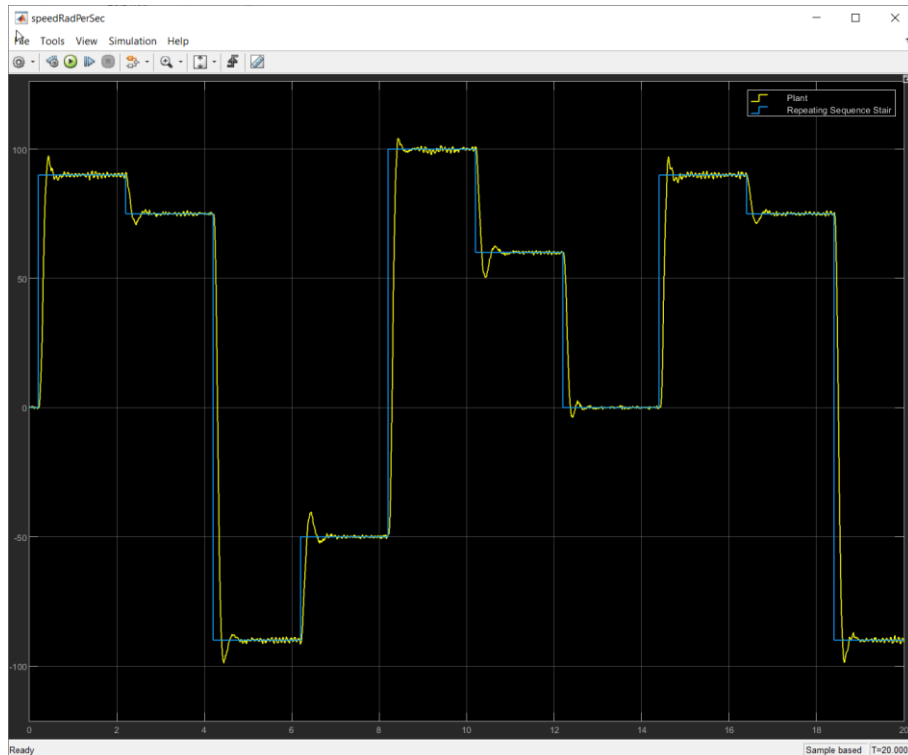 speedRadPerSec
File Tools View Simulation Help
Plant
Repeating Sequence Stair
100
50
0
-50
-100
0 2 4 6 8 10 12 14 16 18 20
Ready Sample based T=20.000